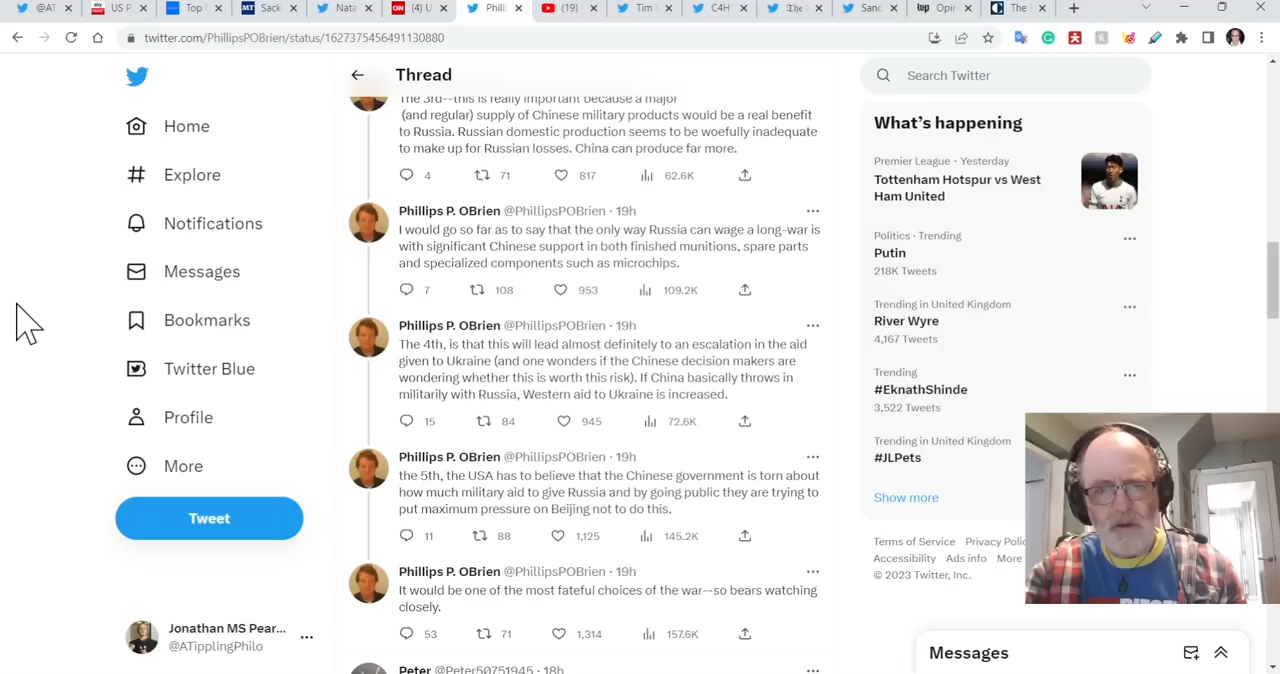 @AT
US P
Top
Sack
Nata
(4) U
Philli
(19)
Tim
C4H
The
Sand
Opin
The
twitter.com/PhillipsPOBrien/status/1627375456491130880
Thread
Search Twitter
Home
Explore
Notifications
Messages
Bookmarks
Twitter Blue
Profile
More
Tweet
Jonathan MS Pear...
@ATipplingPhilo
The 3rd--this is really important because a major
(and regular) supply of Chinese military products would be a real benefit
to Russia. Russian domestic production seems to be woefully inadequate
to make up for Russian losses. China can produce far more.
4 71 817 62.6K
Phillips P. OBrien @PhillipsPOBrien · 19h
I would go so far as to say that the only way Russia can wage a long-war is
with significant Chinese support in both finished munitions, spare parts
and specialized components such as microchips.
7 108 953 109.2K
Phillips P. OBrien @PhillipsPOBrien · 19h
The 4th, is that this will lead almost definitely to an escalation in the aid
given to Ukraine (and one wonders if the Chinese decision makers are
wondering whether this is worth this risk). If China basically throws in
militarily with Russia, Western aid to Ukraine is increased.
15 84 945 72.6K
Phillips P. OBrien @PhillipsPOBrien · 19h
the 5th, the USA has to believe that the Chinese government is torn about
how much military aid to give Russia and by going public they are trying to
put maximum pressure on Beijing not to do this.
11 88 1,125 145.2K
Phillips P. OBrien @PhillipsPOBrien · 19h
It would be one of the most fateful choices of the war--so bears watching
closely.
53 71 1,314 157.6K
Peter @Peter50751945 · 18h
What's happening
Premier League · Yesterday
Tottenham Hotspur vs West
Ham United
Politics · Trending
Putin
218K Tweets
Trending in United Kingdom
River Wyre
4,167 Tweets
Trending
#EknathShinde
3,522 Tweets
Trending in United Kingdom
#JLPets
Show more
Terms of Service Privacy Polic
Accessibility Ads info More
© 2023 Twitter, Inc.
Messages